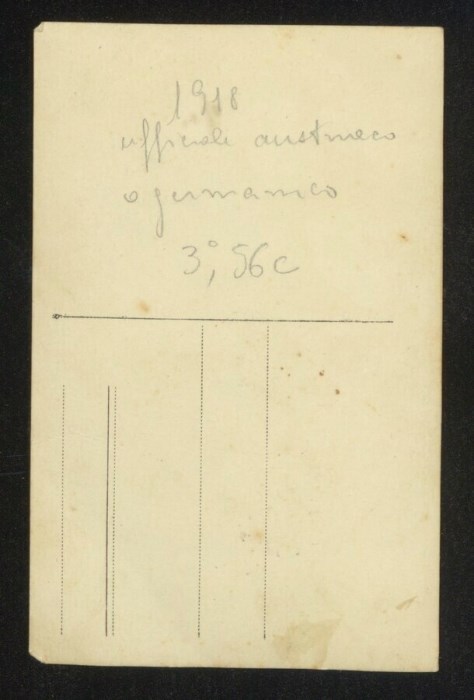 1918
ufficiale austriaco
o germanico
3°, 56c